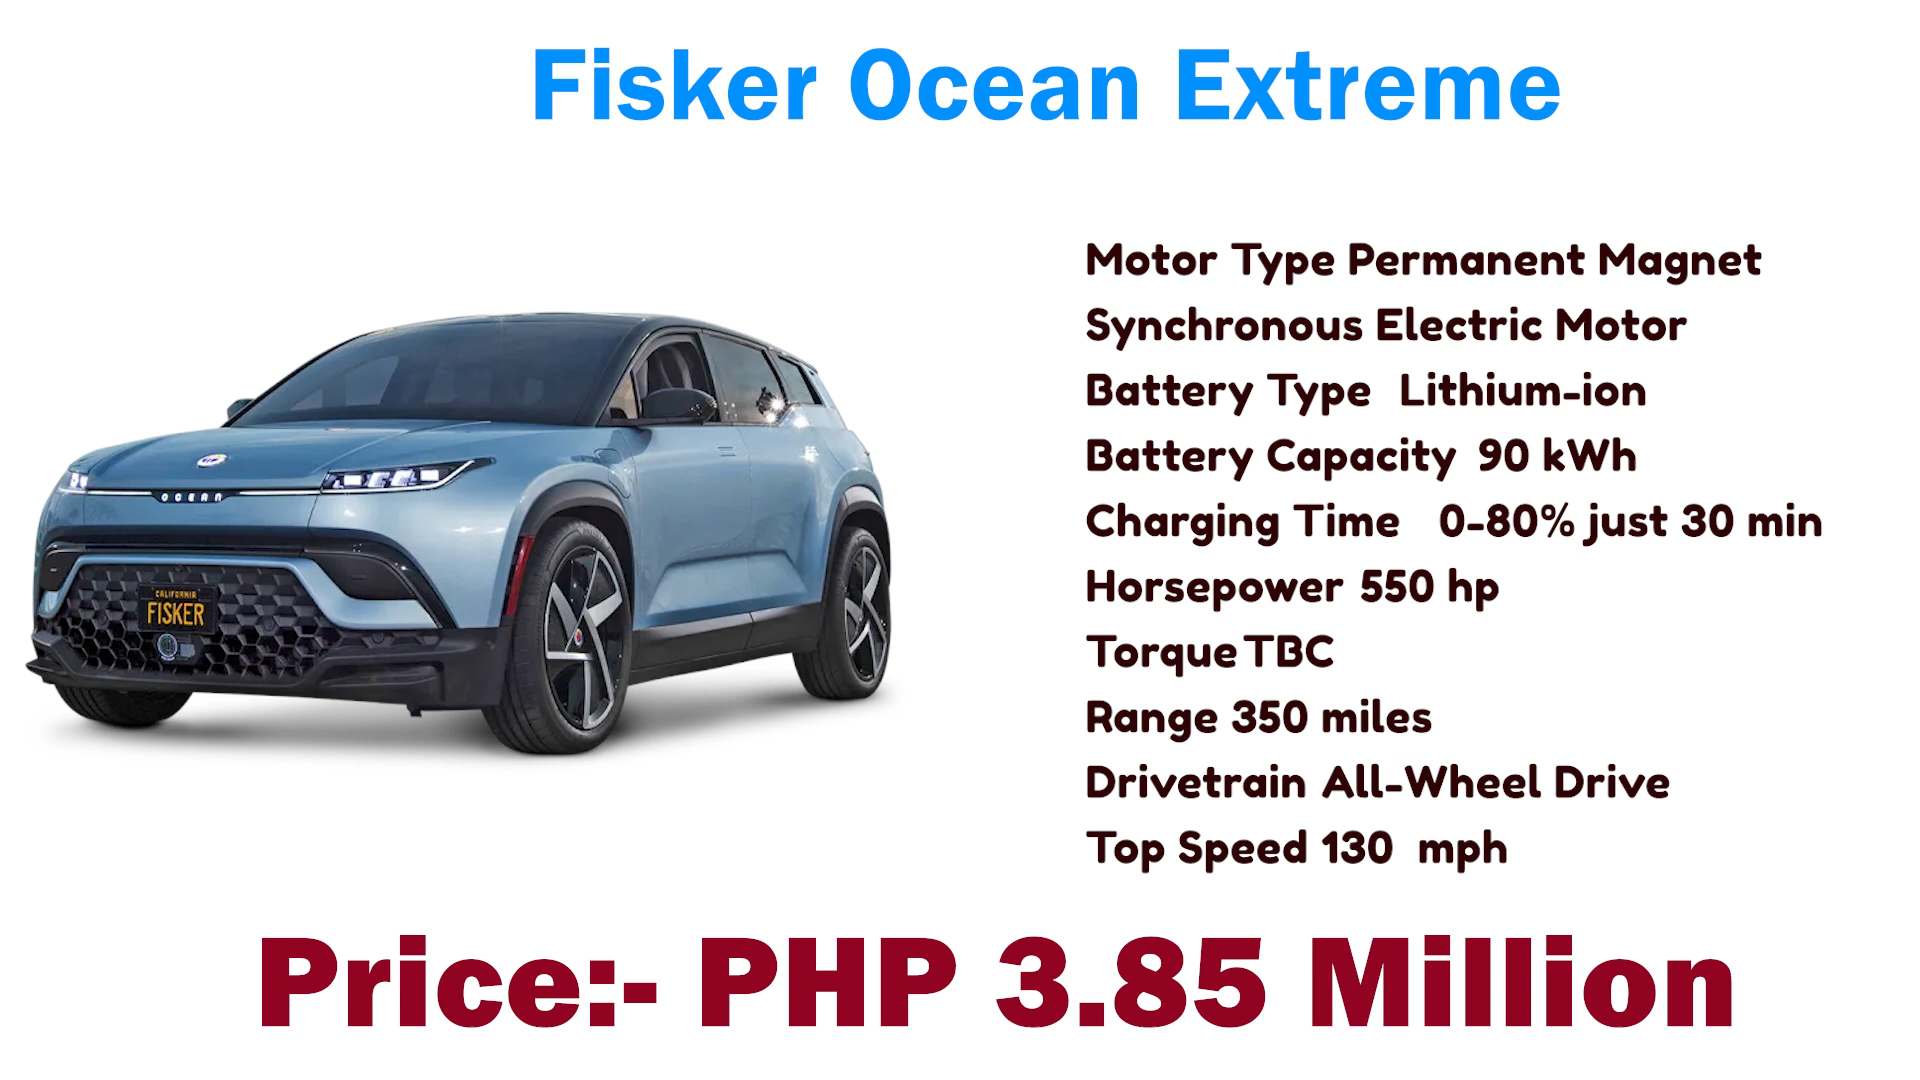 Fisker Ocean Extreme
Motor Type Permanent Magnet
Synchronous Electric Motor
Battery Type Lithium-ion
Battery Capacity 90 kWh
Charging Time 0-80% just 30 min
Horsepower 550 hp
Torque TBC
Range 350 miles
Drivetrain All-Wheel Drive
Top Speed 130 mph
OCEAN
CALIFORNIA
FISKER
Price:- PHP 3.85 Million